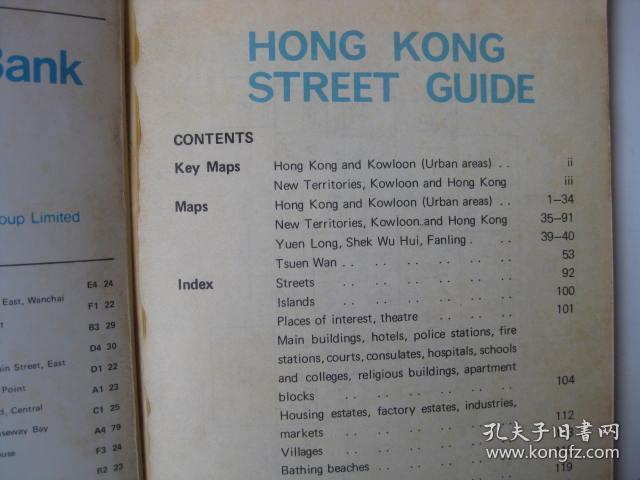 Bank
oup Limited
E4 24
East, Wanchai
F1 22
t
B3 29
D4 30
in Street, East
D1 22
Point
A1 23
d, Central
C1 25
seway Bay
A4 79
ouse
F3 24
B2 23
HONG KONG
STREET GUIDE
CONTENTS
Key Maps Hong Kong and Kowloon (Urban areas) . . ii
New Territories, Kowloon and Hong Kong iii
Maps Hong Kong and Kowloon (Urban areas) . . 1–34
New Territories, Kowloon and Hong Kong 35–91
Yuen Long, Shek Wu Hui, Fanling . . . 39–40
Tsuen Wan . . . . . . . . . . 53
Index Streets . . . . . . . . . . 92
Islands . . . . . . . . . . 100
Places of interest, theatre . . . . . . 101
Main buildings, hotels, police stations, fire
stations, courts, consulates, hospitals, schools
and colleges, religious buildings, apartment
blocks . . . . . . . . . . 104
Housing estates, factory estates, industries,
markets . . . . . . . . . . 112
Villages . . . . . . . . . .
Bathing beaches . . . . . . . . 119
孔夫子旧书网
www.kongfz.com